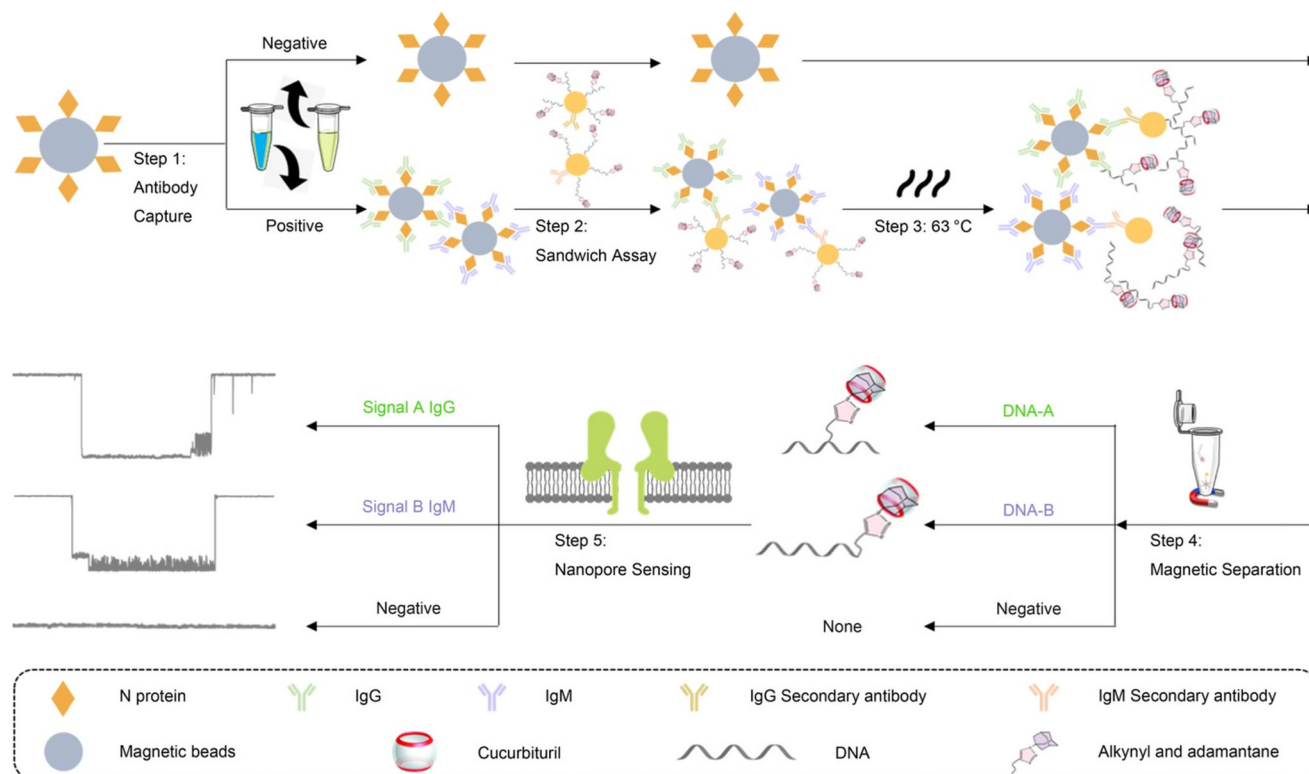 Negative
Step 1:
Antibody
Capture
Positive
Step 2:
Sandwich Assay
Step 3: 63 °C
Signal A IgG
DNA-A
Signal B IgM
DNA-B
Step 5:
Nanopore Sensing
Step 4:
Magnetic Separation
Negative
None
Negative
N protein
IgG
IgM
IgG Secondary antibody
IgM Secondary antibody
Magnetic beads
Cucurbituril
DNA
Alkynyl and adamantane